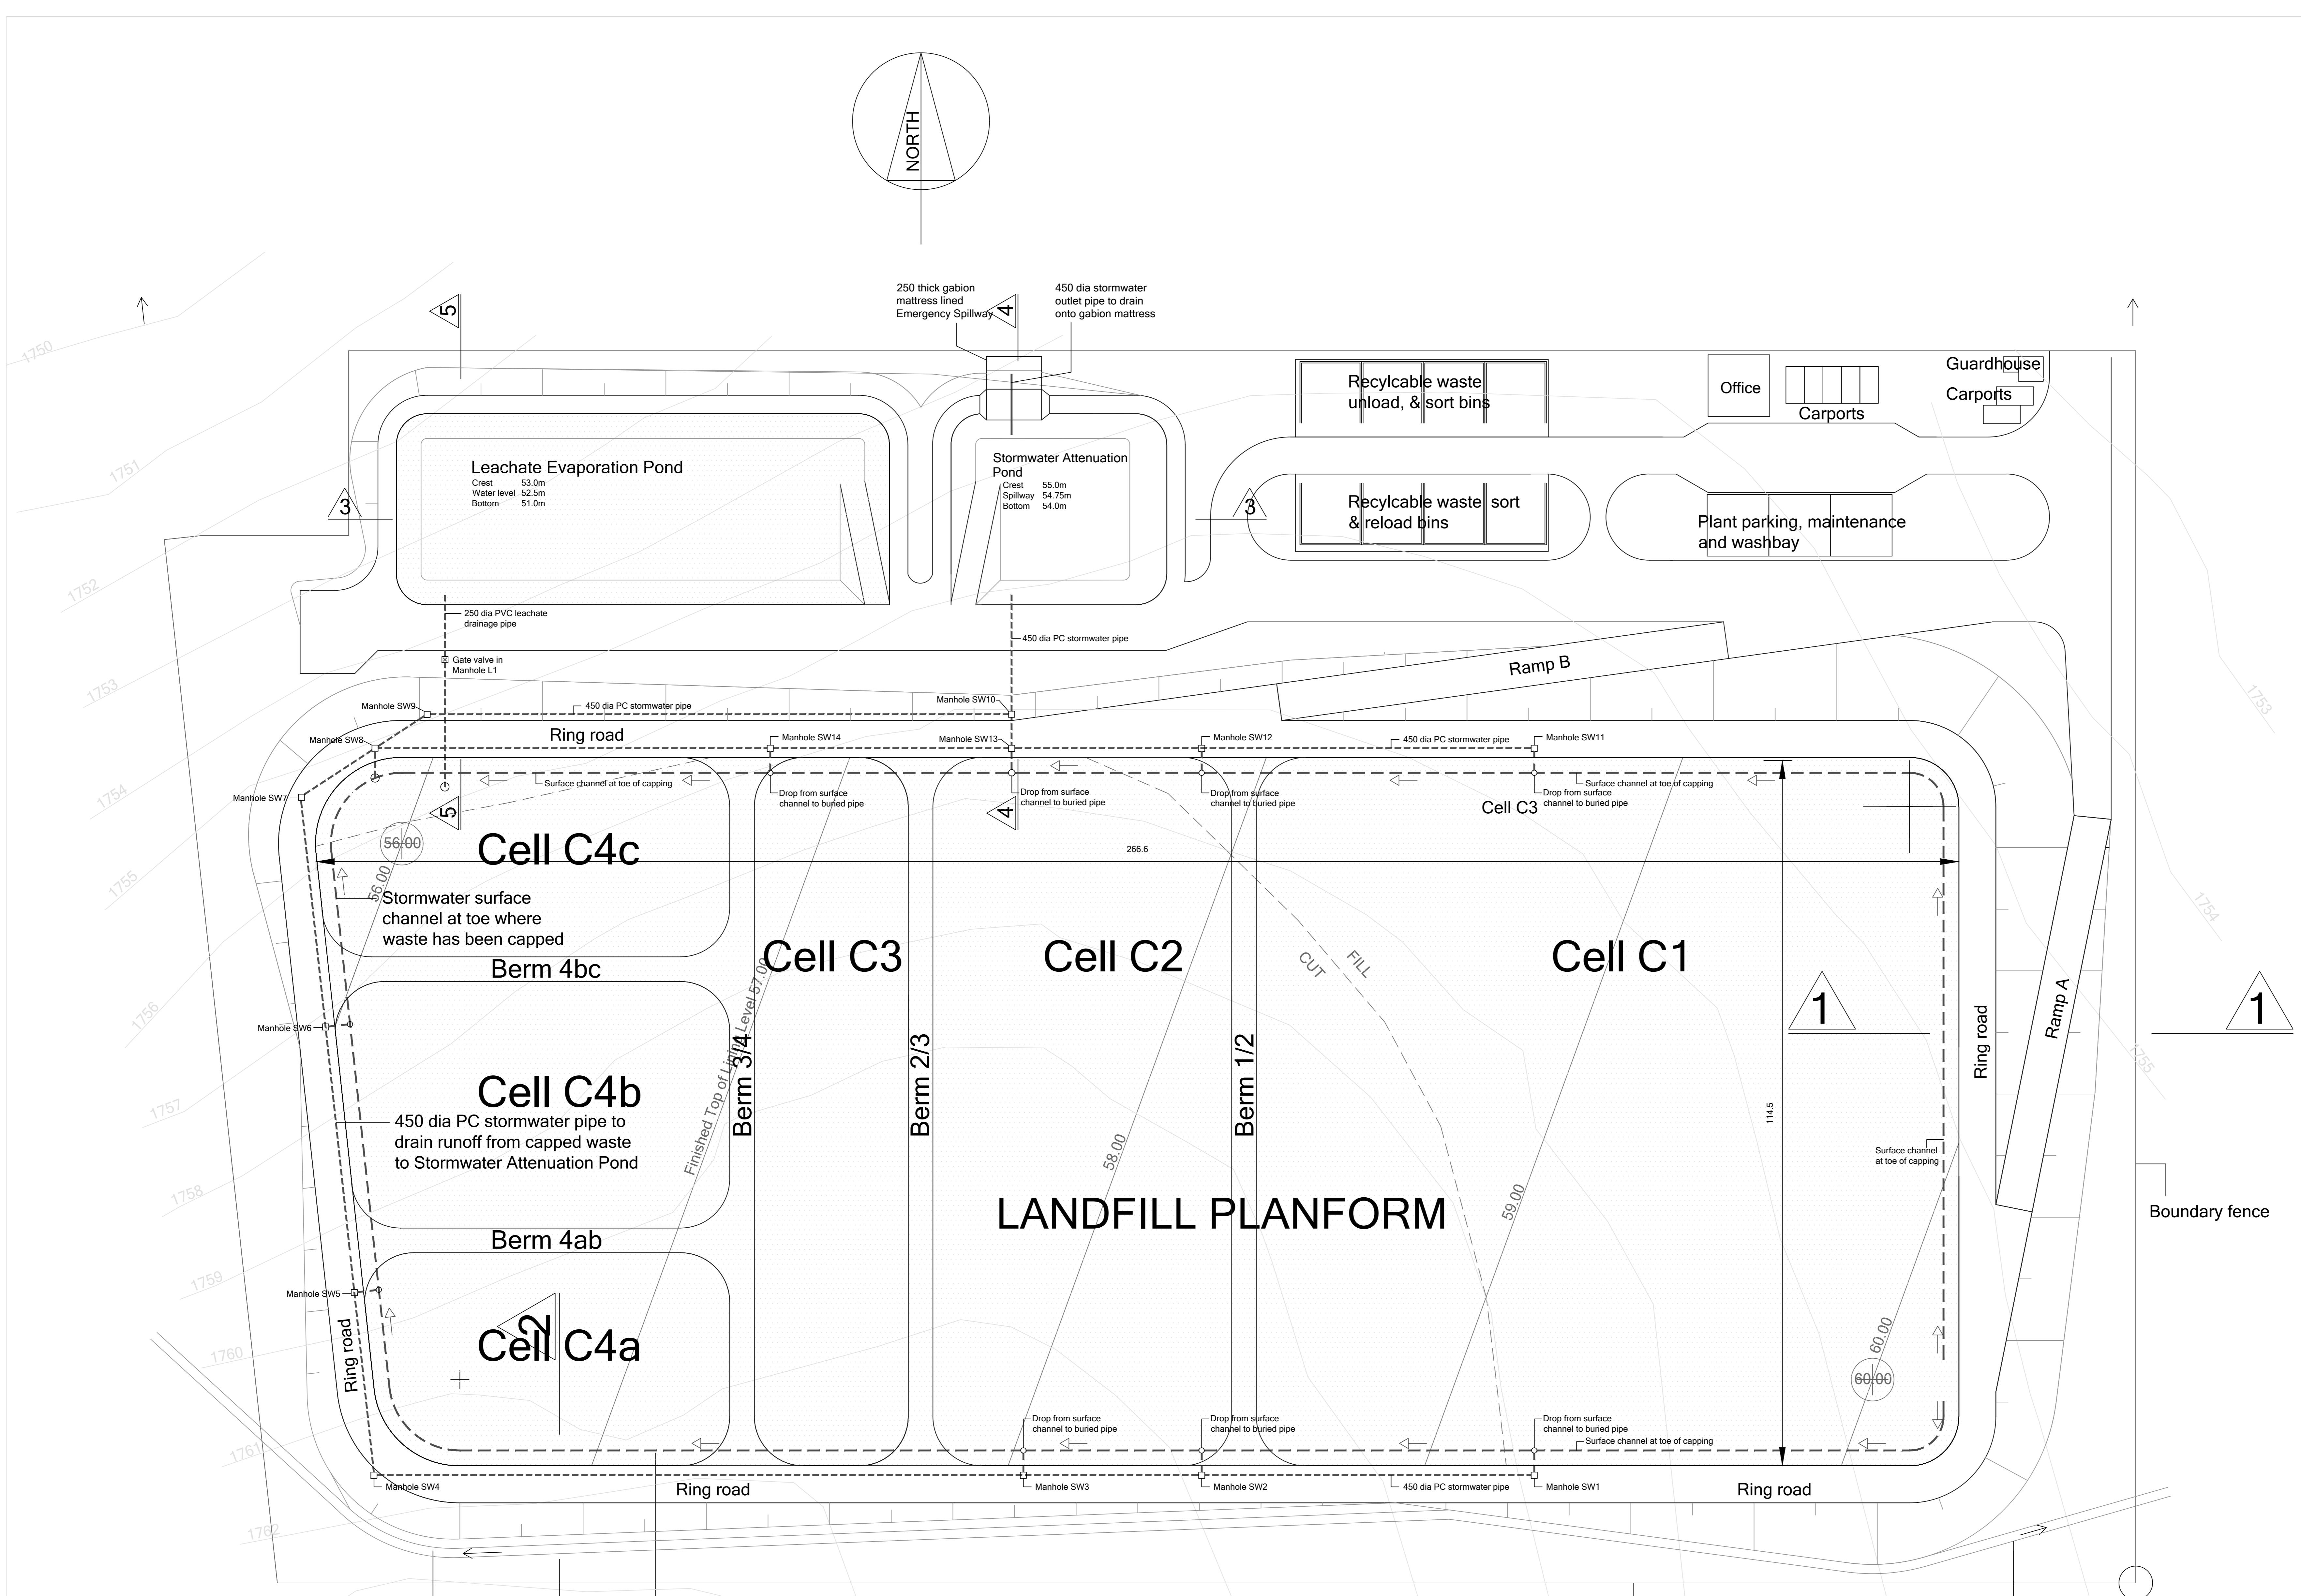 NORTH
250 thick gabion
mattress lined
Emergency Spillway
450 dia stormwater
outlet pipe to drain
onto gabion mattress
5
4
1750
1751
1752
1753
1754
1755
1756
1757
1758
1759
1760
1761
1762
Leachate Evaporation Pond
Crest 53.0m
Water level 52.5m
Bottom 51.0m
Stormwater Attenuation
Pond
Crest 55.0m
Spillway 54.75m
Bottom 54.0m
3
3
Recylcable waste
unload, & sort bins
Office
Carports
Guardhouse
Carports
Recylcable waste sort
& reload bins
Plant parking, maintenance
and washbay
250 dia PVC leachate
drainage pipe
450 dia PC stormwater pipe
Gate valve in
Manhole L1
Ramp B
1753
1754
1755
Manhole SW9
450 dia PC stormwater pipe
Manhole SW10
Manhole SW8
Ring road
Manhole SW14
Manhole SW13
Manhole SW12
450 dia PC stormwater pipe
Manhole SW11
Manhole SW7
Surface channel at toe of capping
Drop from surface
channel to buried pipe
Drop from surface
channel to buried pipe
Drop from surface
channel to buried pipe
Surface channel at toe of capping
Drop from surface
channel to buried pipe
Cell C3
5
4
56.00
56.00
Cell C4c
266.6
Stormwater surface
channel at toe where
waste has been capped
Berm 4bc
Cell C3
Cell C2
CUT
FILL
Cell C1
1
1
Ring road
Ramp A
Manhole SW6
Cell C4b
450 dia PC stormwater pipe to
drain runoff from capped waste
to Stormwater Attenuation Pond
Finished Top of Lining Level 57.00
Berm 3/4
Berm 2/3
Berm 1/2
58.00
59.00
60.00
60.00
114.5
Surface channel
at toe of capping
LANDFILL PLANFORM
Boundary fence
Berm 4ab
Manhole SW5
2
Cell C4a
Ring road
Drop from surface
channel to buried pipe
Drop from surface
channel to buried pipe
Drop from surface
channel to buried pipe
Surface channel at toe of capping
Manhole SW4
Ring road
Manhole SW3
Manhole SW2
450 dia PC stormwater pipe
Manhole SW1
Ring road